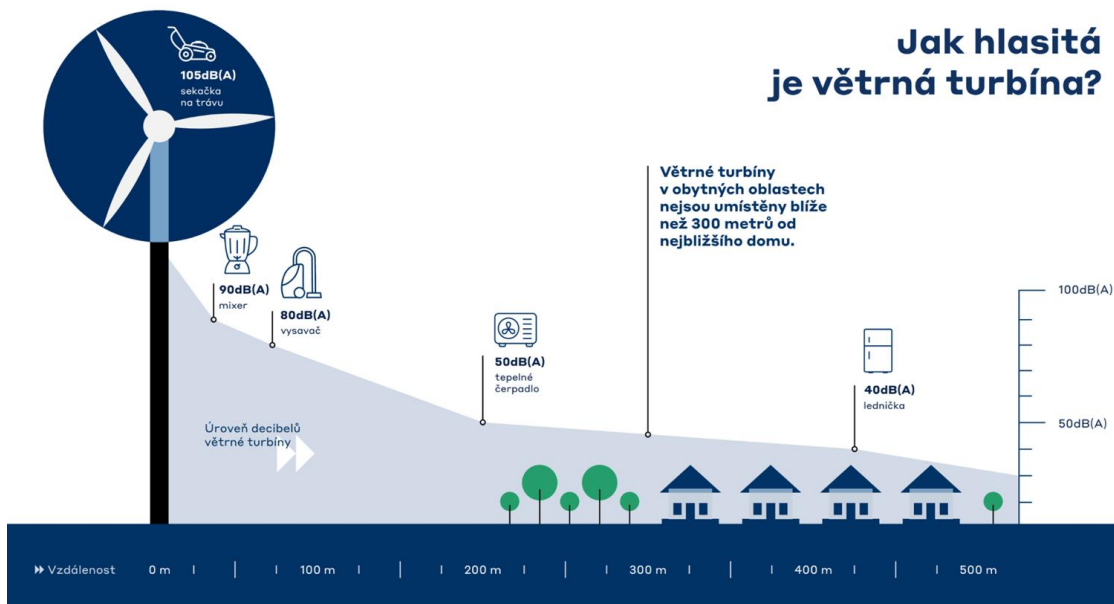 Jak hlasitá
je větrná turbína?
105dB(A)
sekačka
na trávu
Větrné turbíny
v obytných oblastech
nejsou umístěny blíže
než 300 metrů od
nejbližšího domu.
90dB(A)
mixer
80dB(A)
vysavač
50dB(A)
tepelné
čerpadlo
40dB(A)
lednička
100dB(A)
50dB(A)
Úroveň decibelů
větrné turbíny
Vzdálenost 0 m 100 m 200 m 300 m 400 m 500 m